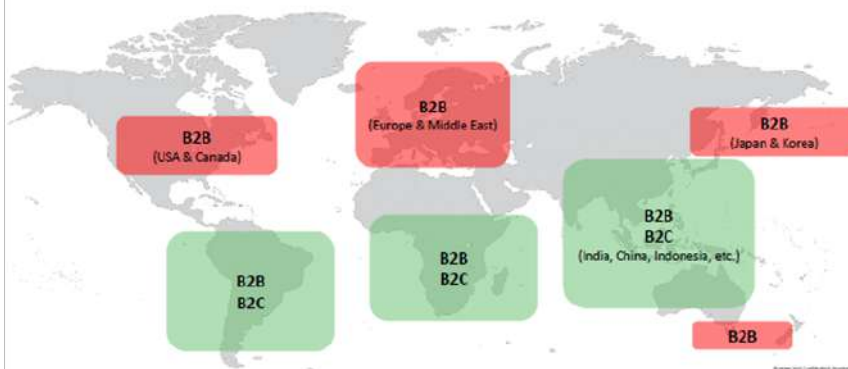 B2B
(USA & Canada)
B2B
(Europe & Middle East)
B2B
(Japan & Korea)
B2B
B2C
B2B
B2C
B2B
B2C
(India, China, Indonesia, etc.)
B2B